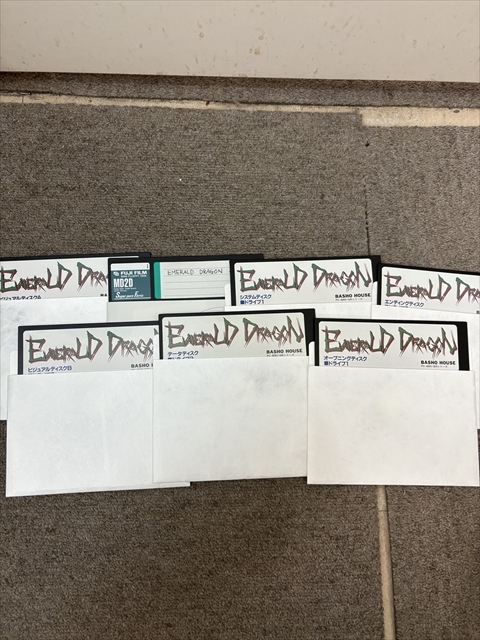 EMERALD DRAGON
ビジュアルディスクA
FUJI FILM
MD2D
EMERALD DRAGON
EMERALD DRAGON
システムディスク
■ドライブ1
BASHO HOUSE
EMERALD DRAGON
エンディングディスク
EMERALD DRAGON
ビジュアルディスクB
BASHO HOUSE
EMERALD DRAGON
データディスク
BASHO HOUSE
EMERALD DRAGON
オープニングディスク
■ドライブ1
BASHO HOUSE